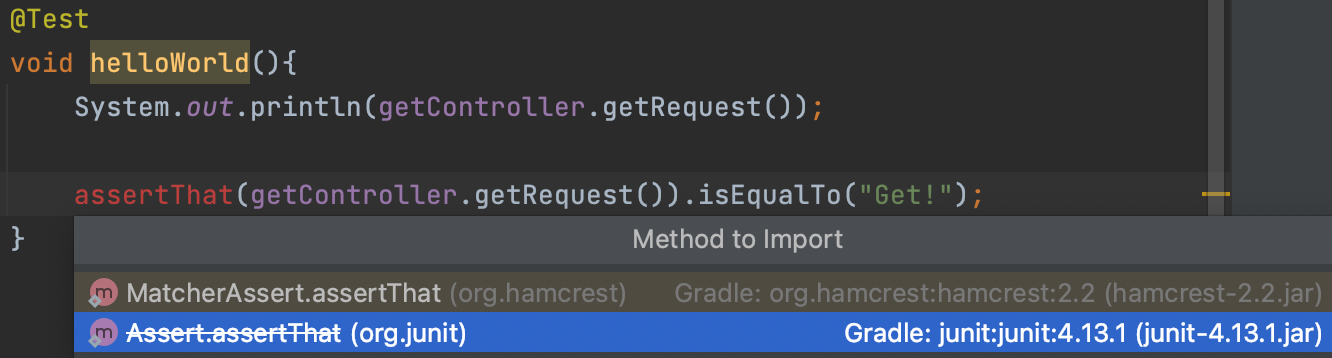 @Test
void helloWorld(){
System.out.println(getController.getRequest());
assertThat(getController.getRequest()).isEqualTo("Get!");
}
Method to Import
m MatcherAssert.assertThat (org.hamcrest) Gradle: org.hamcrest:hamcrest:2.2 (hamcrest-2.2.jar)
m Assert.assertThat (org.junit) Gradle: junit:junit:4.13.1 (junit-4.13.1.jar)